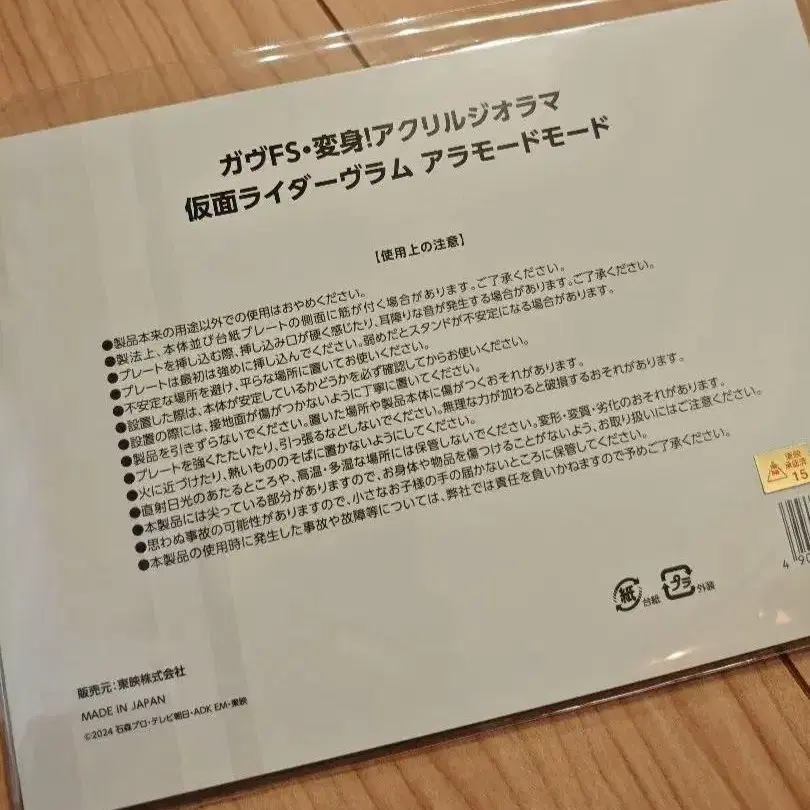 ガヴFS・変身!アクリルジオラマ
仮面ライダーヴラム アラモードモード
【使用上の注意】
●製品本来の用途以外での使用はおやめください。
●製法上、本体並び台紙プレートの側面に筋が付く場合があります。ご了承ください。
●プレートを挿し込む際、挿し込み口が硬く感じたり、耳障りな音が発生する場合があります。ご了承ください。
●プレートは最初は強めに挿し込んでください。弱めだとスタンドが不安定になる場合があります。
●不安定な場所を避け、平らな場所に置いてお使いください。
●設置した際は、本体が安定しているかどうかを必ず確認してからお使いください。
●設置の際には、接地面が傷がつかないように丁寧に置いてください。
●製品を引きずらないでください。置いた場所や製品本体に傷がつくおそれがあります。
●プレートを強くたたいたり、引っ張るなどしないでください。無理な力が加わると破損するおそれがあります。
●火に近づけたり、熱いもののそばに置かないようにしてください。
●直射日光のあたるところや、高温・多湿な場所には保管しないでください。変形・変質・劣化のおそれがあります。
●本製品には尖っている部分がありますので、お身体や物品を傷つけることがないよう、お取り扱いにはご注意ください。
●思わぬ事故の可能性がありますので、小さなお子様の手の届かないところに保管してください。
●本製品の使用時に発生した事故や故障等については、弊社では責任を負いかねますので予めご了承ください。
15
4 90
紙 台紙 プラ 外装
販売元:東映株式会社
MADE IN JAPAN
©2024 石森プロ・テレビ朝日・ADK EM・東映